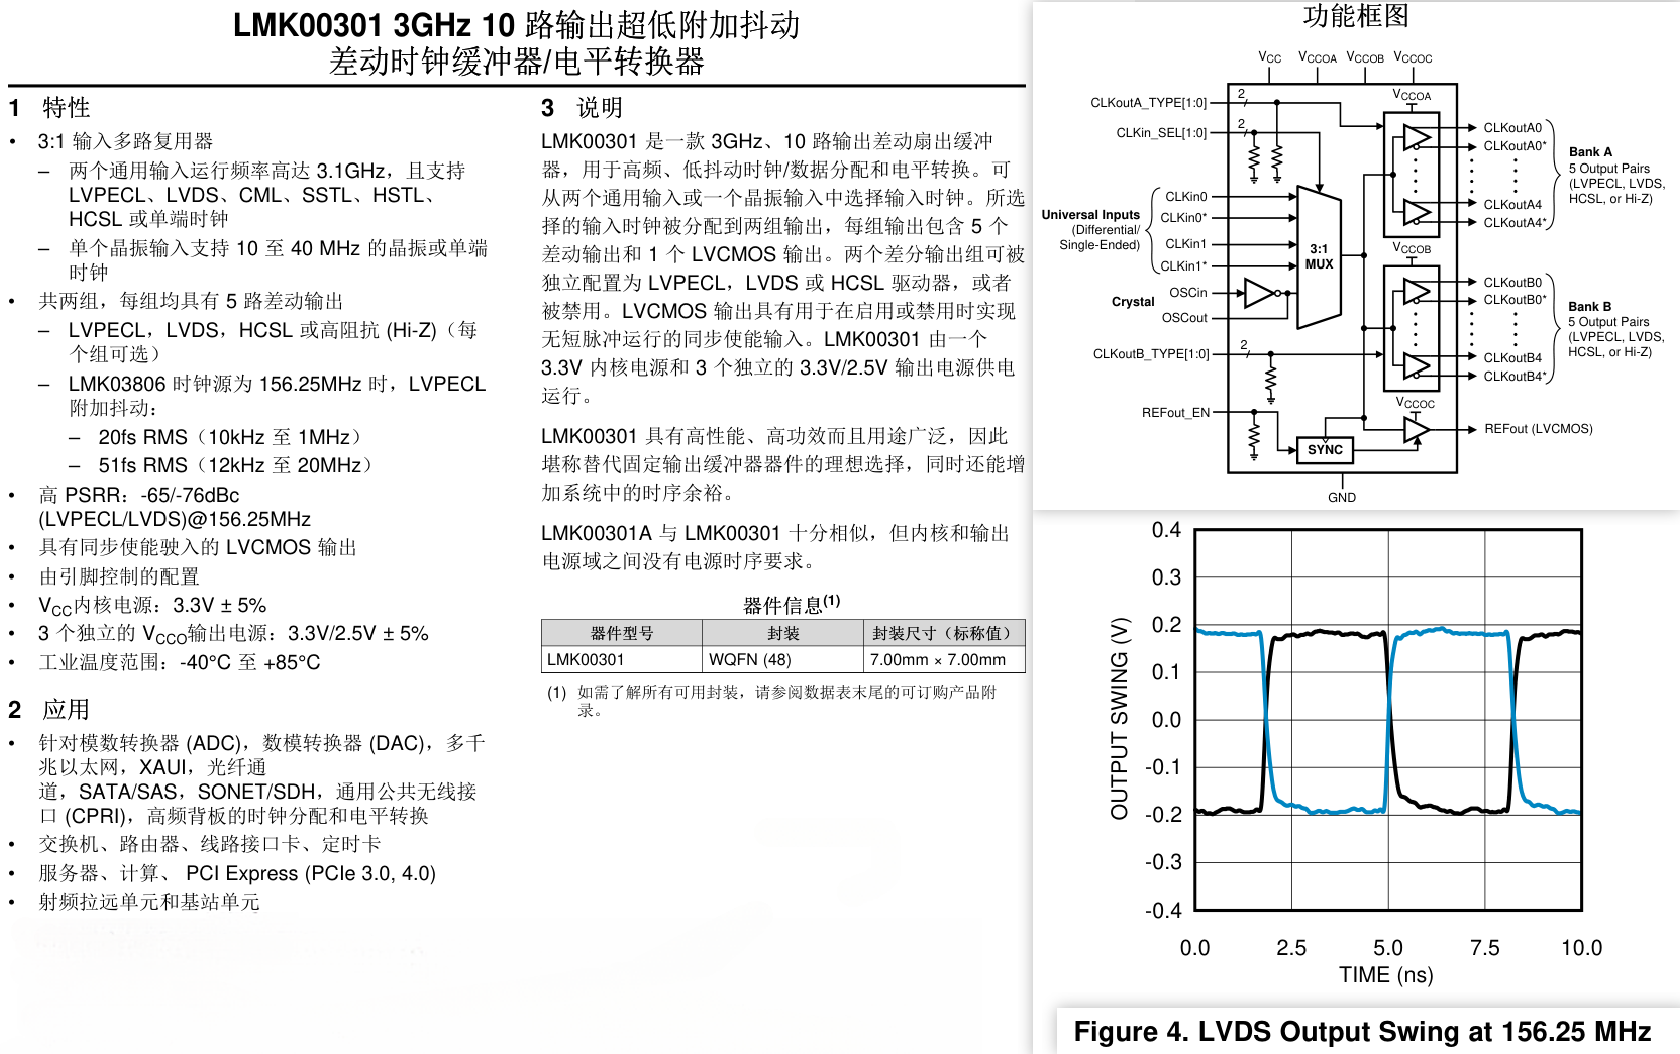 LMK00301 3GHz 10 路输出超低附加抖动
差动时钟缓冲器/电平转换器
1 特性
• 3:1 输入多路复用器
– 两个通用输入运行频率高达 3.1GHz，且支持
LVPECL、LVDS、CML、SSTL、HSTL、
HCSL 或单端时钟
– 单个晶振输入支持 10 至 40 MHz 的晶振或单端
时钟
• 共两组，每组均具有 5 路差动输出
– LVPECL，LVDS，HCSL 或高阻抗 (Hi-Z)（每
个组可选）
– LMK03806 时钟源为 156.25MHz 时，LVPECL
附加抖动：
– 20fs RMS（10kHz 至 1MHz）
– 51fs RMS（12kHz 至 20MHz）
• 高 PSRR：-65/-76dBc
(LVPECL/LVDS)@156.25MHz
• 具有同步使能驶入的 LVCMOS 输出
• 由引脚控制的配置
• VCC内核电源：3.3V ± 5%
• 3 个独立的 VCCO输出电源：3.3V/2.5V ± 5%
• 工业温度范围：-40°C 至 +85°C
2 应用
• 针对模数转换器 (ADC)，数模转换器 (DAC)，多千
兆以太网，XAUI，光纤通
道，SATA/SAS，SONET/SDH，通用公共无线接
口 (CPRI)，高频背板的时钟分配和电平转换
• 交换机、路由器、线路接口卡、定时卡
• 服务器、计算、 PCI Express (PCIe 3.0, 4.0)
• 射频拉远单元和基站单元
3 说明
LMK00301 是一款 3GHz、10 路输出差动扇出缓冲
器，用于高频、低抖动时钟/数据分配和电平转换。可
从两个通用输入或一个晶振输入中选择输入时钟。所选
择的输入时钟被分配到两组输出，每组输出包含 5 个
差动输出和 1 个 LVCMOS 输出。两个差分输出组可被
独立配置为 LVPECL，LVDS 或 HCSL 驱动器，或者
被禁用。LVCMOS 输出具有用于在启用或禁用时实现
无短脉冲运行的同步使能输入。LMK00301 由一个
3.3V 内核电源和 3 个独立的 3.3V/2.5V 输出电源供电
运行。
LMK00301 具有高性能、高功效而且用途广泛，因此
堪称替代固定输出缓冲器器件的理想选择，同时还能增
加系统中的时序余裕。
LMK00301A 与 LMK00301 十分相似，但内核和输出
电源域之间没有电源时序要求。
器件信息(1)
器件型号 封装 封装尺寸（标称值）
LMK00301 WQFN (48) 7.00mm × 7.00mm
(1) 如需了解所有可用封装，请参阅数据表末尾的可订购产品附
录。
功能框图
VCC VCCOA VCCOB VCCOC
CLKoutA_TYPE[1:0] 2
CLKin_SEL[1:0] 2
VCCOA
CLKoutA0
CLKoutA0*
CLKoutA4
CLKoutA4*
Bank A
5 Output Pairs
(LVPECL, LVDS,
HCSL, or Hi-Z)
Universal Inputs
(Differential/
Single-Ended)
CLKin0
CLKin0*
CLKin1
CLKin1*
3:1
MUX
Crystal
OSCin
OSCout
VCCOB
CLKoutB0
CLKoutB0*
CLKoutB4
CLKoutB4*
Bank B
5 Output Pairs
(LVPECL, LVDS,
HCSL, or Hi-Z)
CLKoutB_TYPE[1:0] 2
VCCOC
REFout_EN
SYNC
REFout (LVCMOS)
GND
OUTPUT SWING (V)
0.4
0.3
0.2
0.1
0.0
-0.1
-0.2
-0.3
-0.4
0.0 2.5 5.0 7.5 10.0
TIME (ns)
Figure 4. LVDS Output Swing at 156.25 MHz